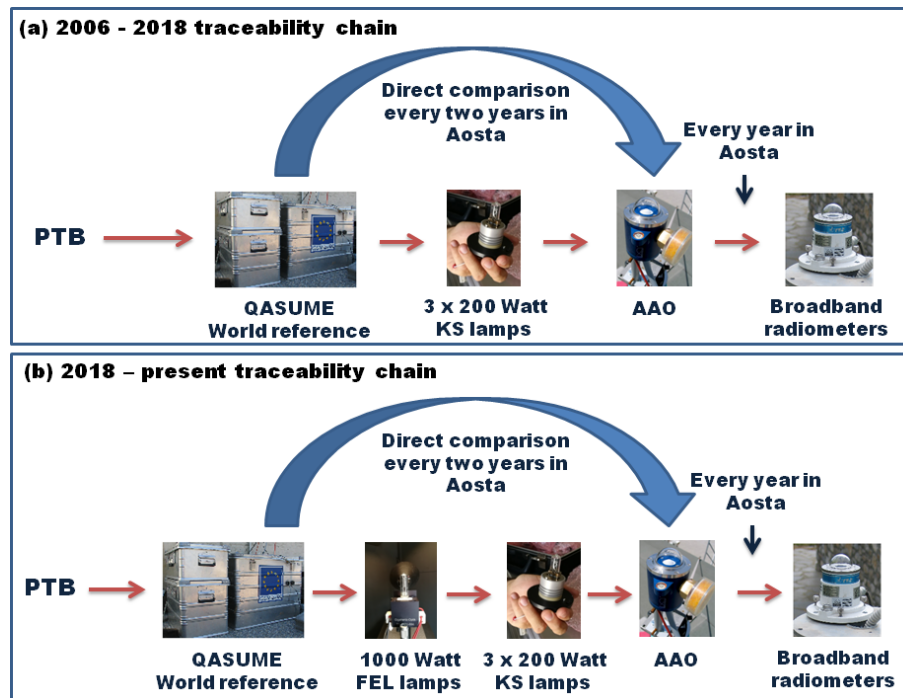 (a) 2006 - 2018 traceability chain
Direct comparison
every two years in
Aosta
Every year in
Aosta
PTB
QASUME
World reference
3 x 200 Watt
KS lamps
AAO
Broadband
radiometers
(b) 2018 – present traceability chain
Direct comparison
every two years in
Aosta
Every year in
Aosta
PTB
QASUME
World reference
1000 Watt
FEL lamps
3 x 200 Watt
KS lamps
AAO
Broadband
radiometers